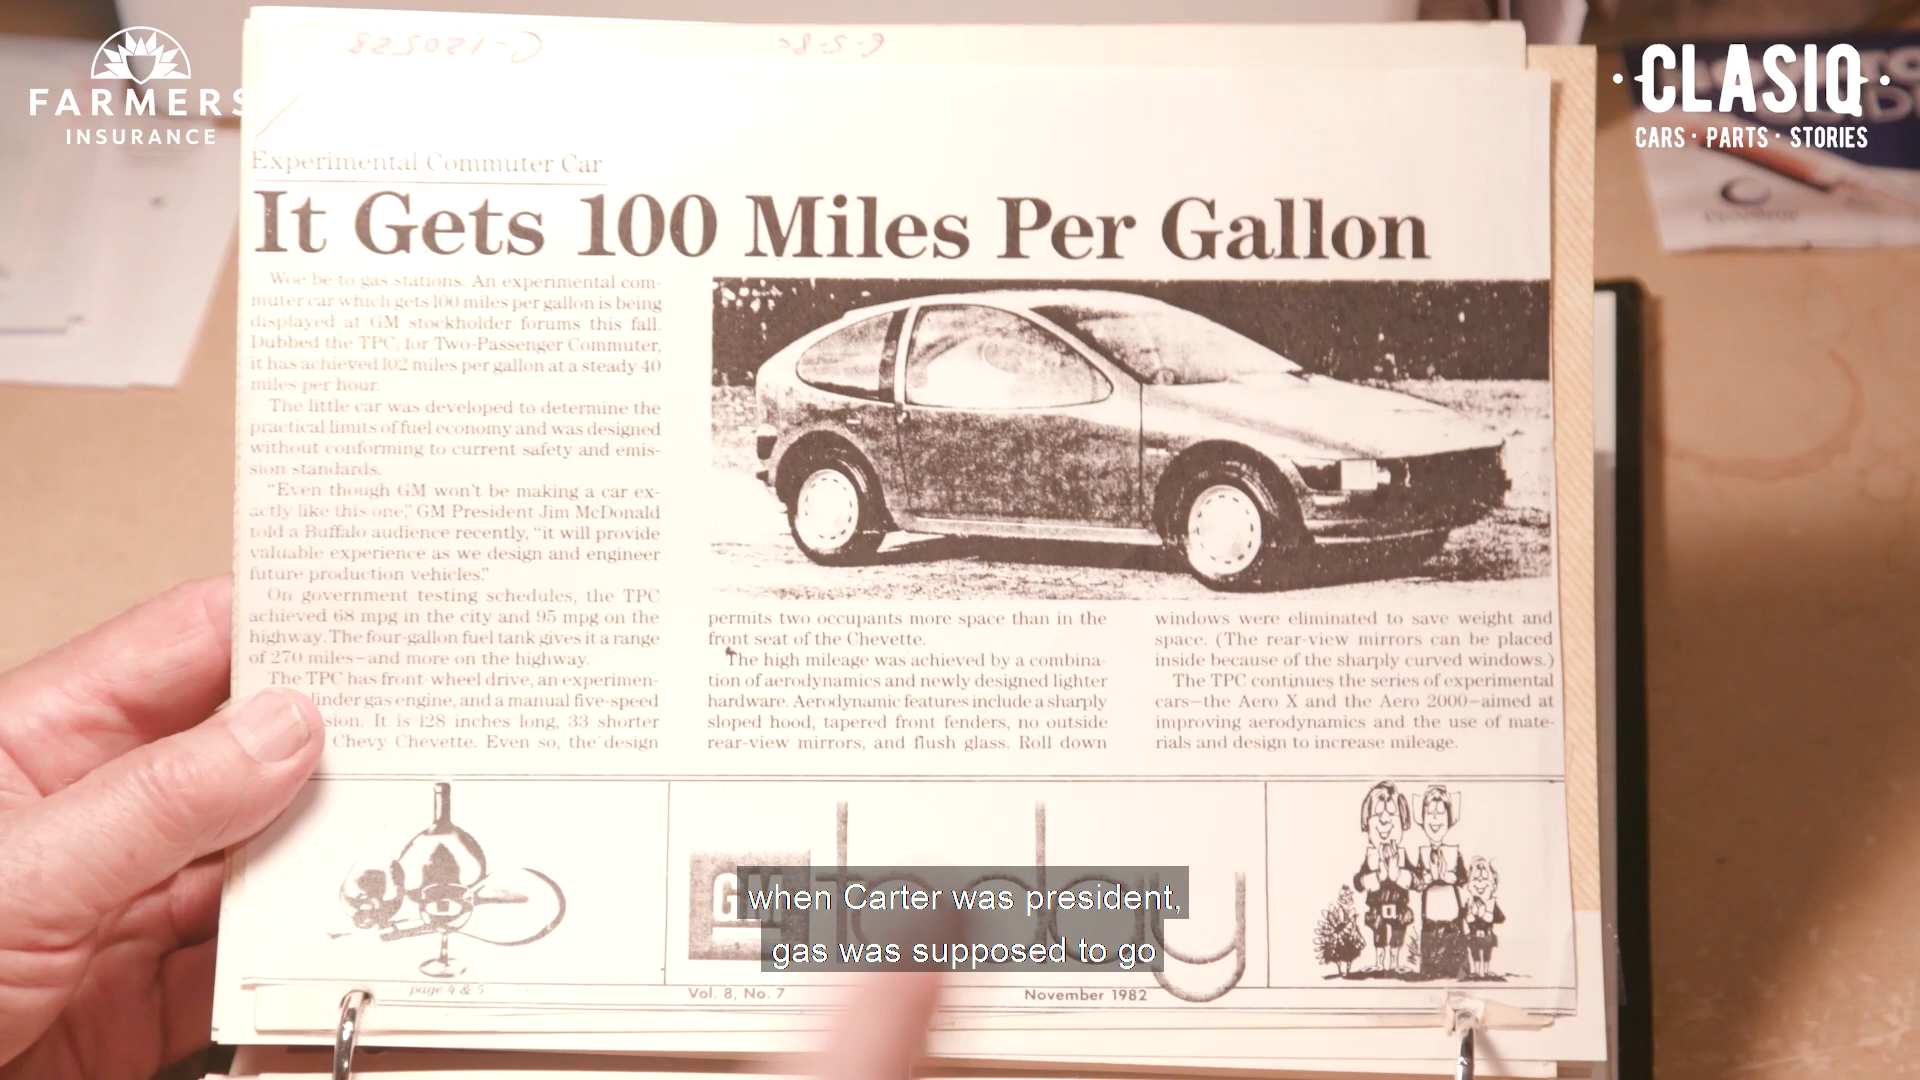 FARMERS
INSURANCE
CLASIQ
CARS · PARTS · STORIES
C-120528
6-5-80
Experimental Commuter Car
It Gets 100 Miles Per Gallon
Woe be to gas stations. An experimental com-
muter car which gets 100 miles per gallon is being
displayed at GM stockholder forums this fall.
Dubbed the TPC, for Two-Passenger Commuter,
it has achieved 102 miles per gallon at a steady 40
miles per hour.
The little car was developed to determine the
practical limits of fuel economy and was designed
without conforming to current safety and emis-
sion standards.
“Even though GM won't be making a car ex-
actly like this one,” GM President Jim McDonald
told a Buffalo audience recently, “it will provide
valuable experience as we design and engineer
future production vehicles.”
On government testing schedules, the TPC
achieved 68 mpg in the city and 95 mpg on the
highway. The four-gallon fuel tank gives it a range
of 270 miles—and more on the highway.
The TPC has front-wheel drive, an experimen-
linder gas engine, and a manual five-speed
sion. It is 128 inches long, 33 shorter
Chevy Chevette. Even so, the design
permits two occupants more space than in the
front seat of the Chevette.
The high mileage was achieved by a combina-
tion of aerodynamics and newly designed lighter
hardware. Aerodynamic features include a sharply
sloped hood, tapered front fenders, no outside
rear-view mirrors, and flush glass. Roll down
windows were eliminated to save weight and
space. (The rear-view mirrors can be placed
inside because of the sharply curved windows.)
The TPC continues the series of experimental
cars—the Aero X and the Aero 2000—aimed at
improving aerodynamics and the use of mate-
rials and design to increase mileage.
page 4 & 5
GM today
Vol. 8, No. 7
November 1982
when Carter was president,
gas was supposed to go